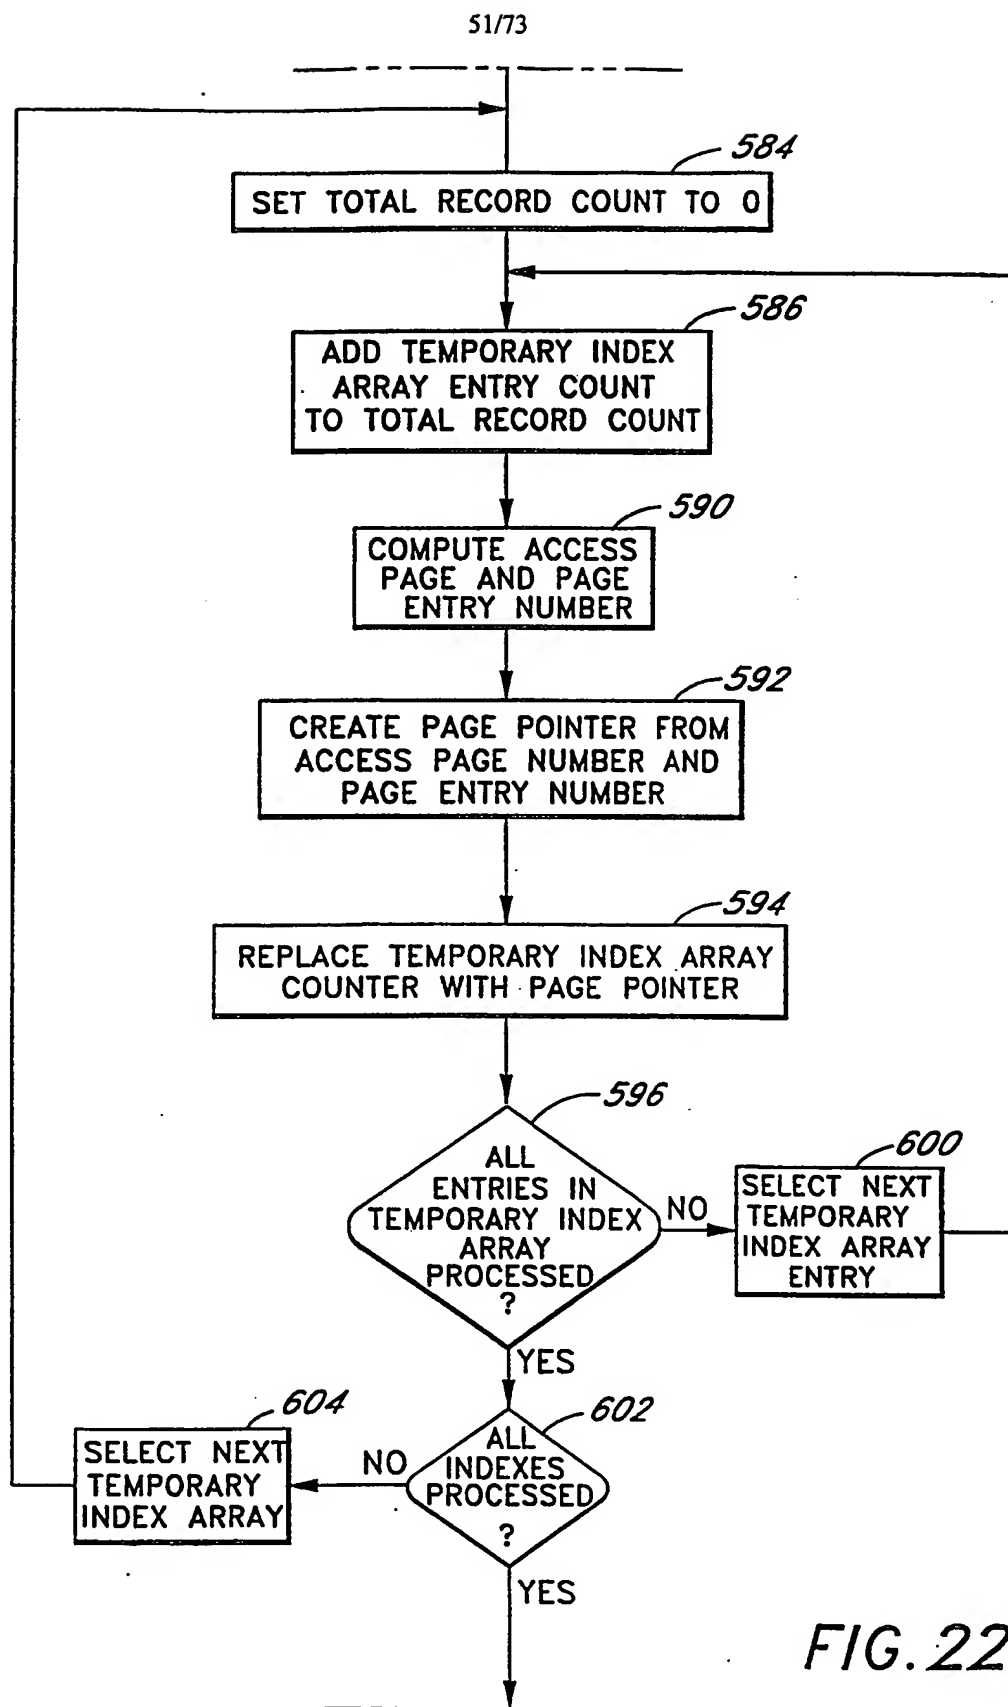 51/73
584
SET TOTAL RECORD COUNT TO 0
586
ADD TEMPORARY INDEX
ARRAY ENTRY COUNT
TO TOTAL RECORD COUNT
590
COMPUTE ACCESS
PAGE AND PAGE
ENTRY NUMBER
592
CREATE PAGE POINTER FROM
ACCESS PAGE NUMBER AND
PAGE ENTRY NUMBER
594
REPLACE TEMPORARY INDEX ARRAY
COUNTER WITH PAGE POINTER
596
ALL
ENTRIES IN
TEMPORARY INDEX
ARRAY
PROCESSED
?
NO
600
SELECT NEXT
TEMPORARY
INDEX ARRAY
ENTRY
YES
602
ALL
INDEXES
PROCESSED
?
NO
604
SELECT NEXT
TEMPORARY
INDEX ARRAY
YES
FIG. 22